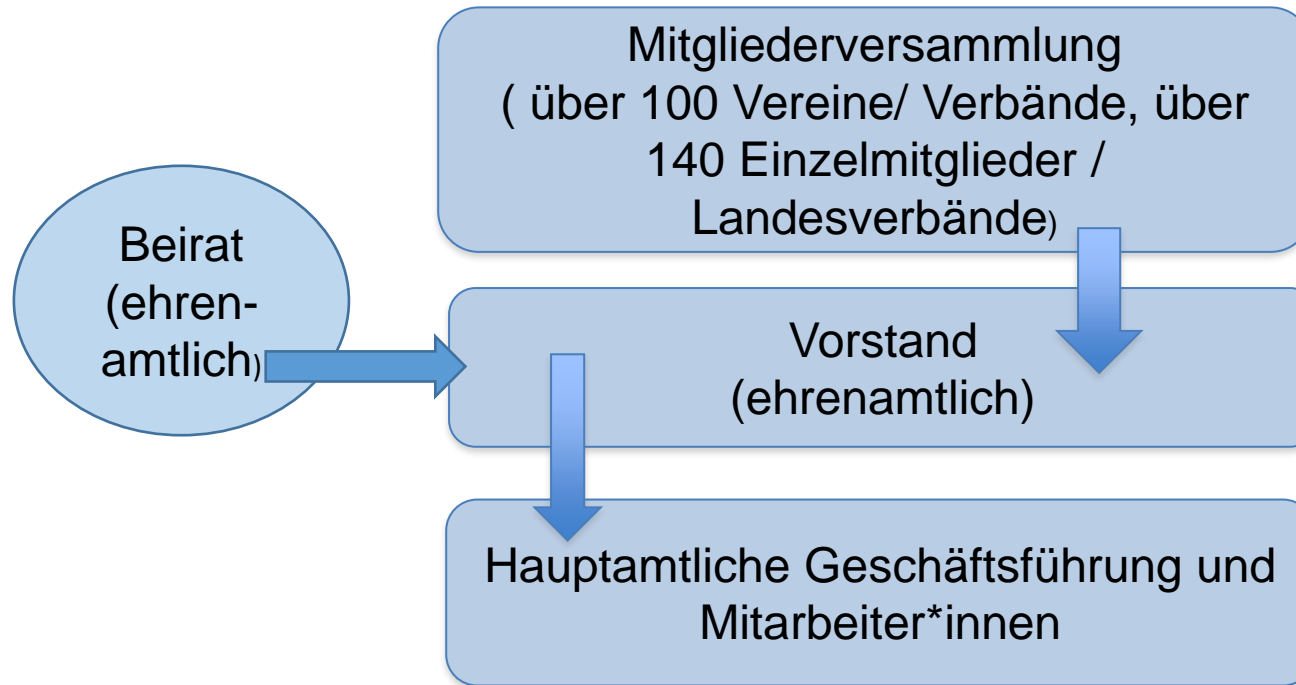 Mitgliederversammlung
( über 100 Vereine/ Verbände, über
140 Einzelmitglieder /
Landesverbände)
Beirat
(ehren-
amtlich)
Vorstand
(ehrenamtlich)
Hauptamtliche Geschäftsführung und
Mitarbeiter*innen